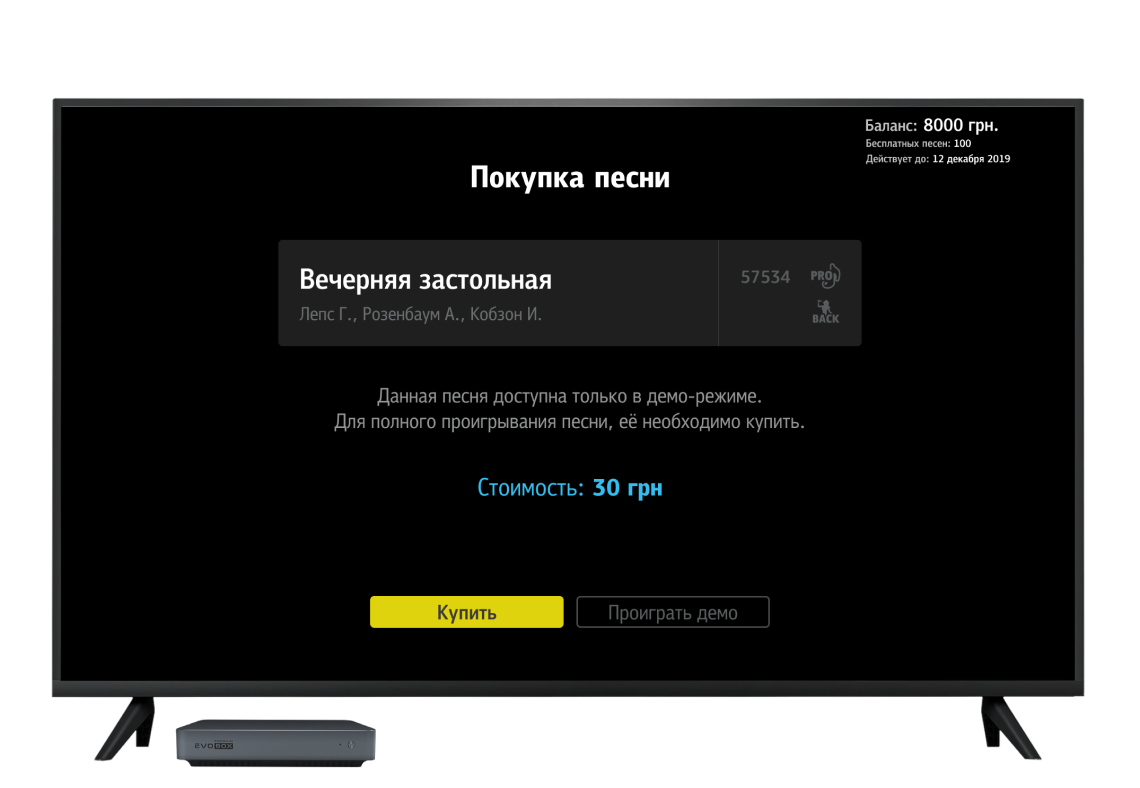 Баланс: 8000 грн.
Бесплатных песен: 100
Действует до: 12 декабря 2019
Покупка песни
Вечерняя застольная
Лепс Г., Розенбаум А., Кобзон И.
57534 PRO
BACK
Данная песня доступна только в демо-режиме.
Для полного проигрывания песни, её необходимо купить.
Стоимость: 30 грн
Купить Проиграть демо
EVOBOX